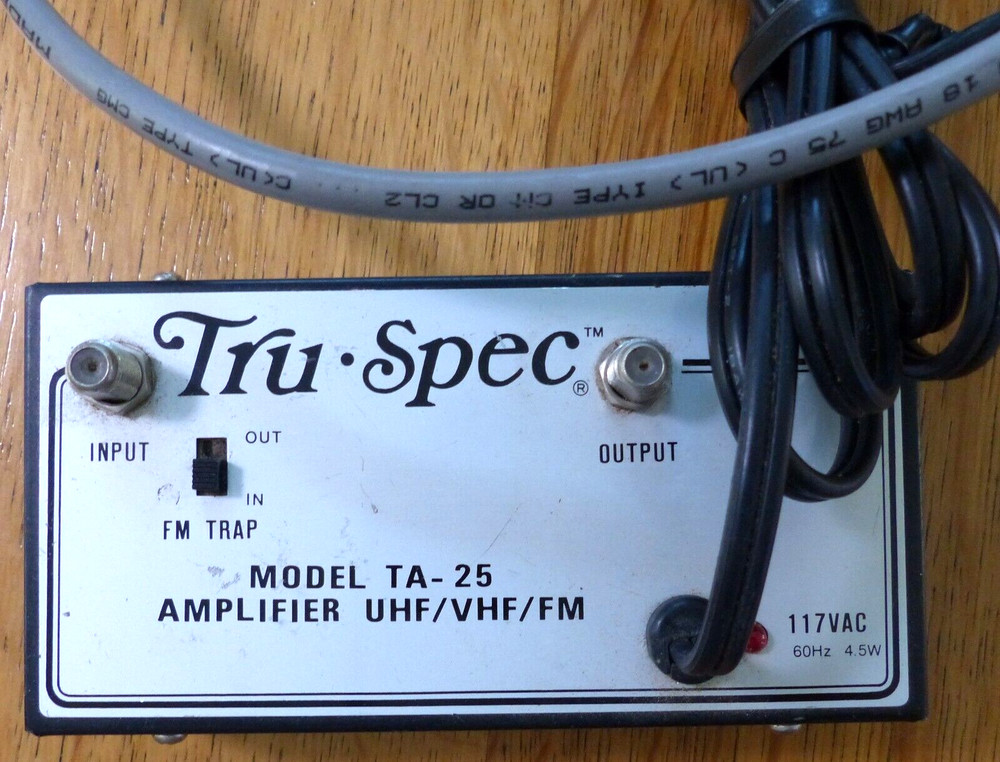 18 AWG 75 C <UL> TYPE CM OR CL2 C<UL> TYPE CMG
Tru·Spec™®
INPUT
OUT
IN
FM TRAP
OUTPUT
MODEL TA-25
AMPLIFIER UHF/VHF/FM
117VAC
60Hz 4.5W